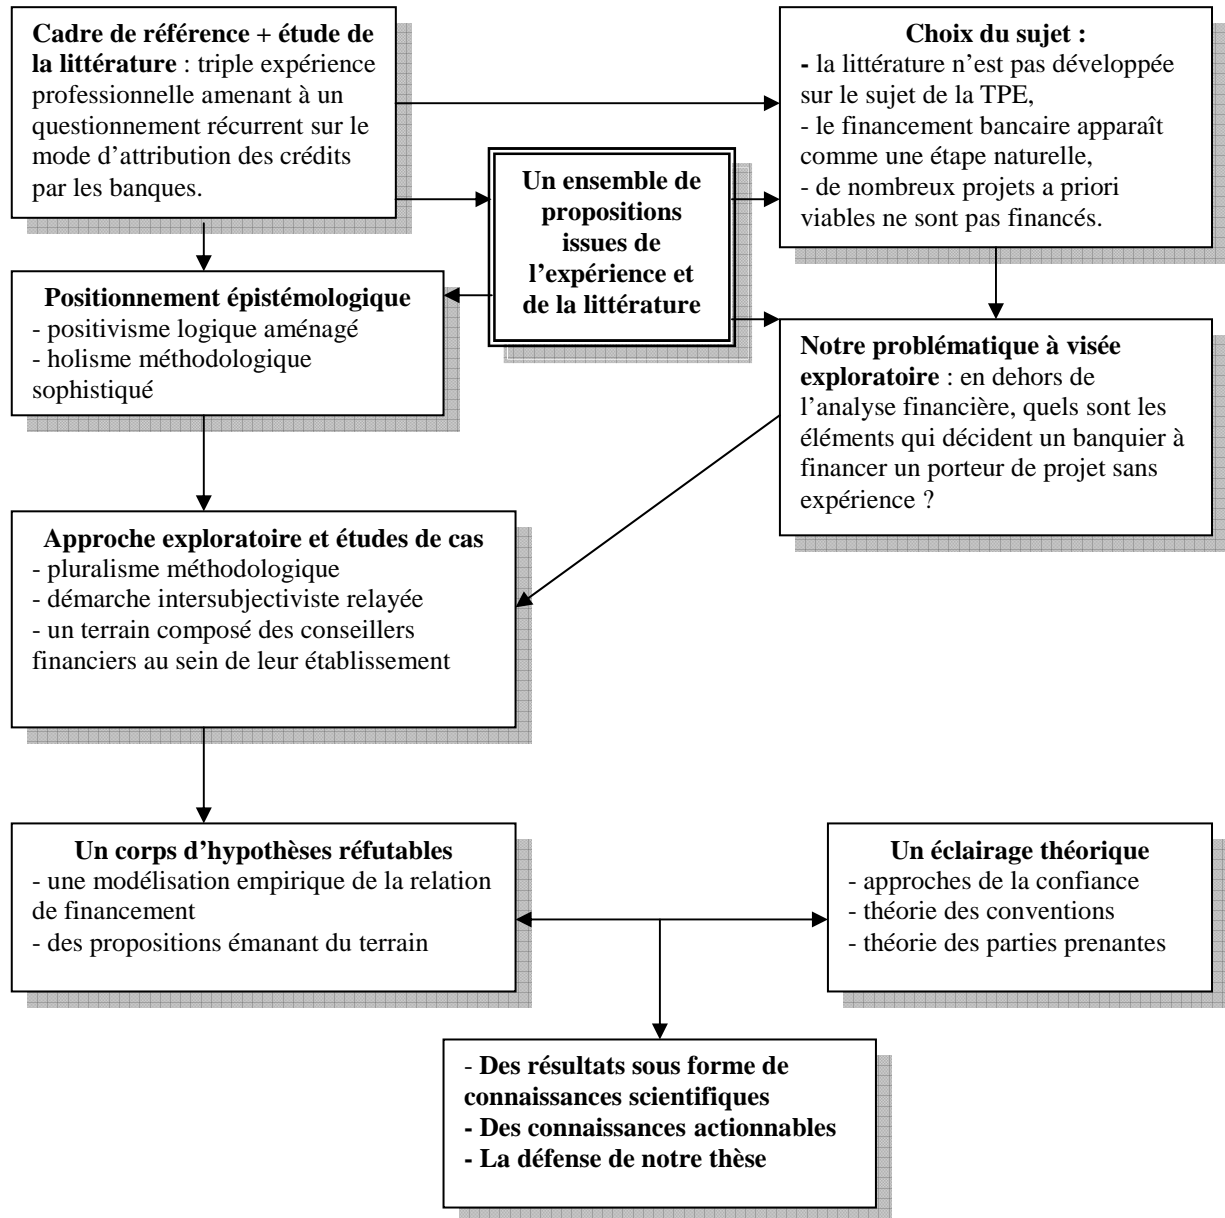 Cadre de référence + étude de
la littérature : triple expérience
professionnelle amenant à un
questionnement récurrent sur le
mode d’attribution des crédits
par les banques.
Choix du sujet :
- la littérature n’est pas développée
sur le sujet de la TPE,
- le financement bancaire apparaît
comme une étape naturelle,
- de nombreux projets a priori
viables ne sont pas financés.
Un ensemble de
propositions
issues de
l’expérience et
de la littérature
Positionnement épistémologique
- positivisme logique aménagé
- holisme méthodologique
sophistiqué
Notre problématique à visée
exploratoire : en dehors de
l’analyse financière, quels sont les
éléments qui décident un banquier à
financer un porteur de projet sans
expérience ?
Approche exploratoire et études de cas
- pluralisme méthodologique
- démarche intersubjectiviste relayée
- un terrain composé des conseillers
financiers au sein de leur établissement
Un corps d’hypothèses réfutables
- une modélisation empirique de la relation
de financement
- des propositions émanant du terrain
Un éclairage théorique
- approches de la confiance
- théorie des conventions
- théorie des parties prenantes
- Des résultats sous forme de
connaissances scientifiques
- Des connaissances actionnables
- La défense de notre thèse